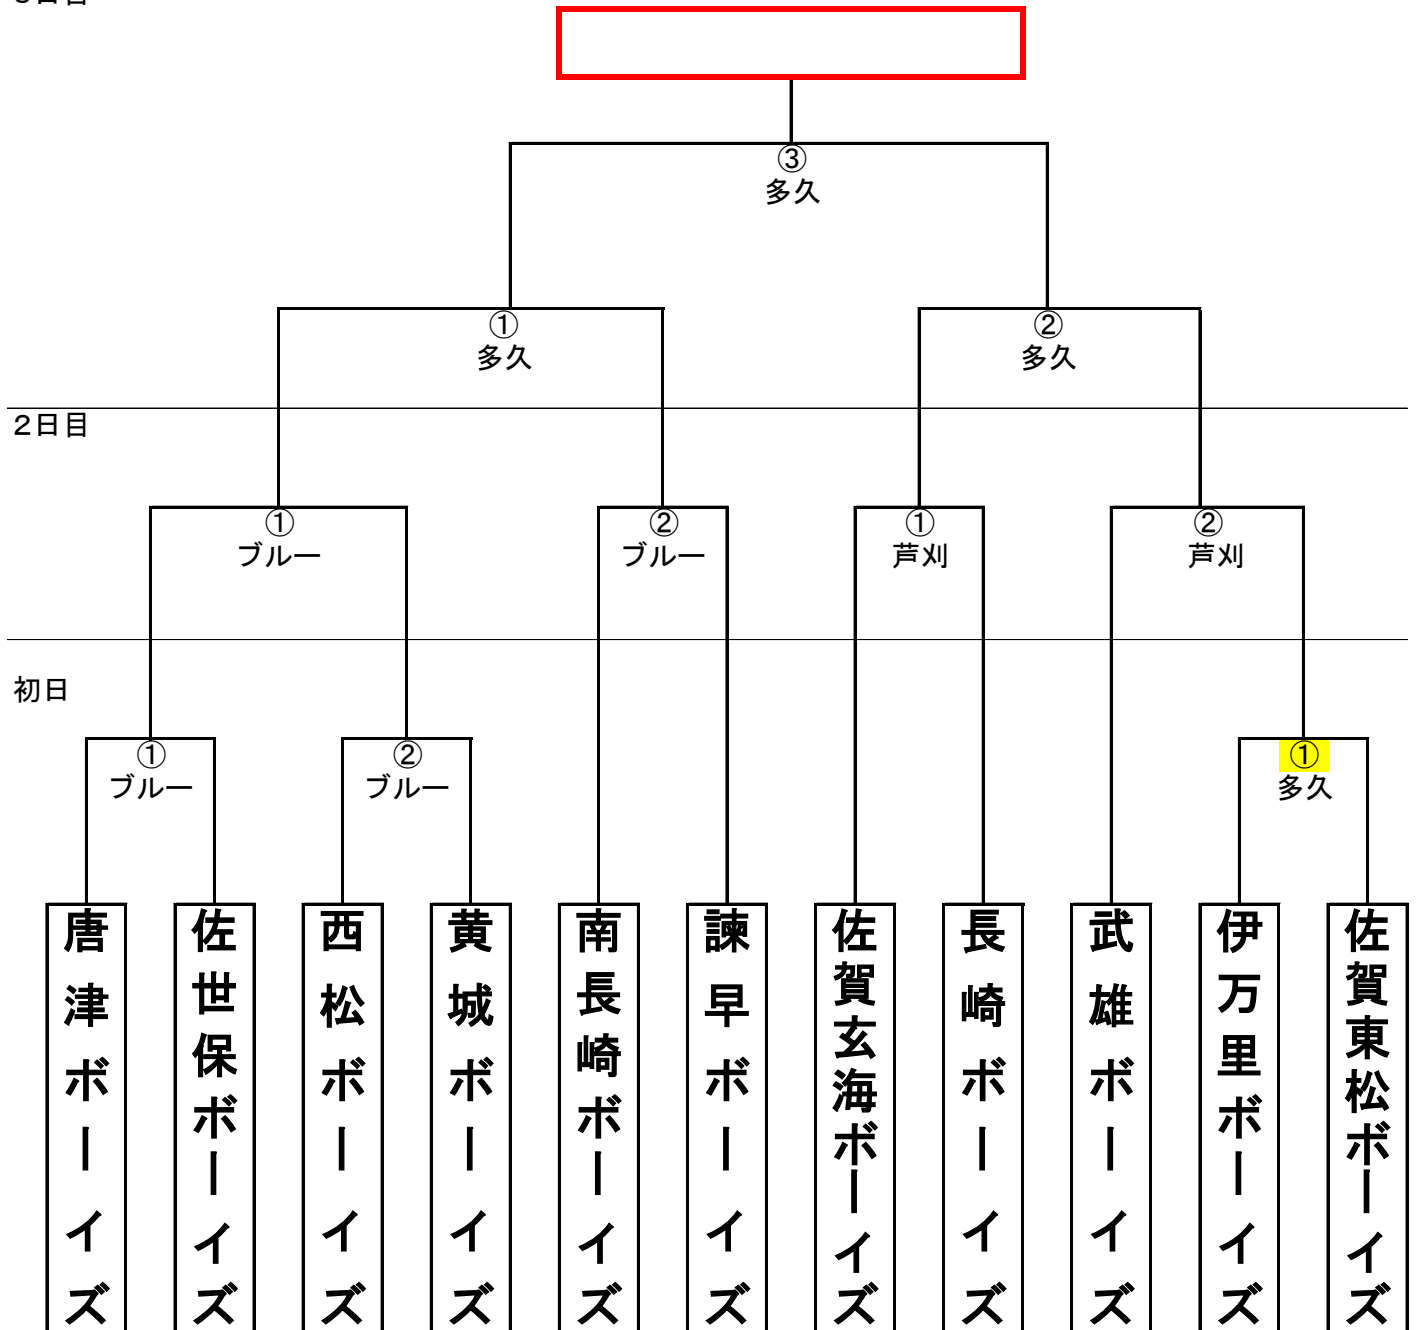 ③
多久
①
多久
②
多久
2日目
①
ブルー
②
ブルー
①
芦刈
②
芦刈
初日
①
ブルー
②
ブルー
①
多久
唐津ボーイズ
佐世保ボーイズ
西松ボーイズ
黄城ボーイズ
南長崎ボーイズ
諫早ボーイズ
佐賀玄海ボーイズ
長崎ボーイズ
武雄ボーイズ
伊万里ボーイズ
佐賀東松ボーイズ